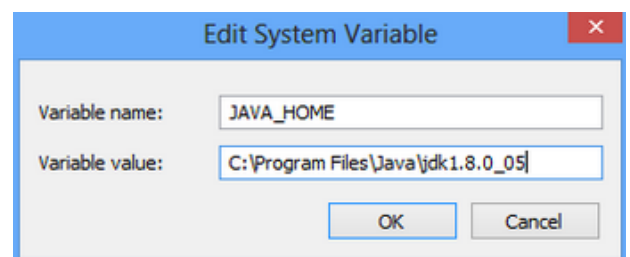 Edit System Variable
Variable name: JAVA_HOME
Variable value: C:\Program Files\Java\jdk1.8.0_05
OK Cancel